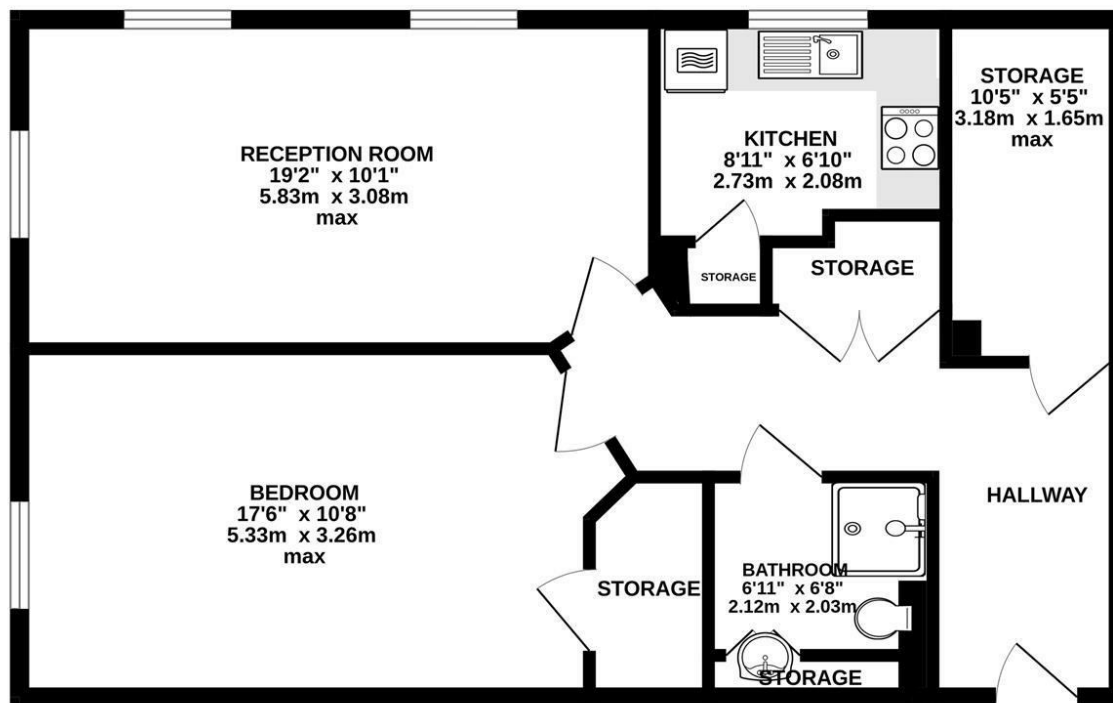 RECEPTION ROOM
19'2" x 10'1"
5.83m x 3.08m
max
KITCHEN
8'11" x 6'10"
2.73m x 2.08m
STORAGE
10'5" x 5'5"
3.18m x 1.65m
max
STORAGE
STORAGE
BEDROOM
17'6" x 10'8"
5.33m x 3.26m
max
STORAGE
BATHROOM
6'11" x 6'8"
2.12m x 2.03m
STORAGE
HALLWAY